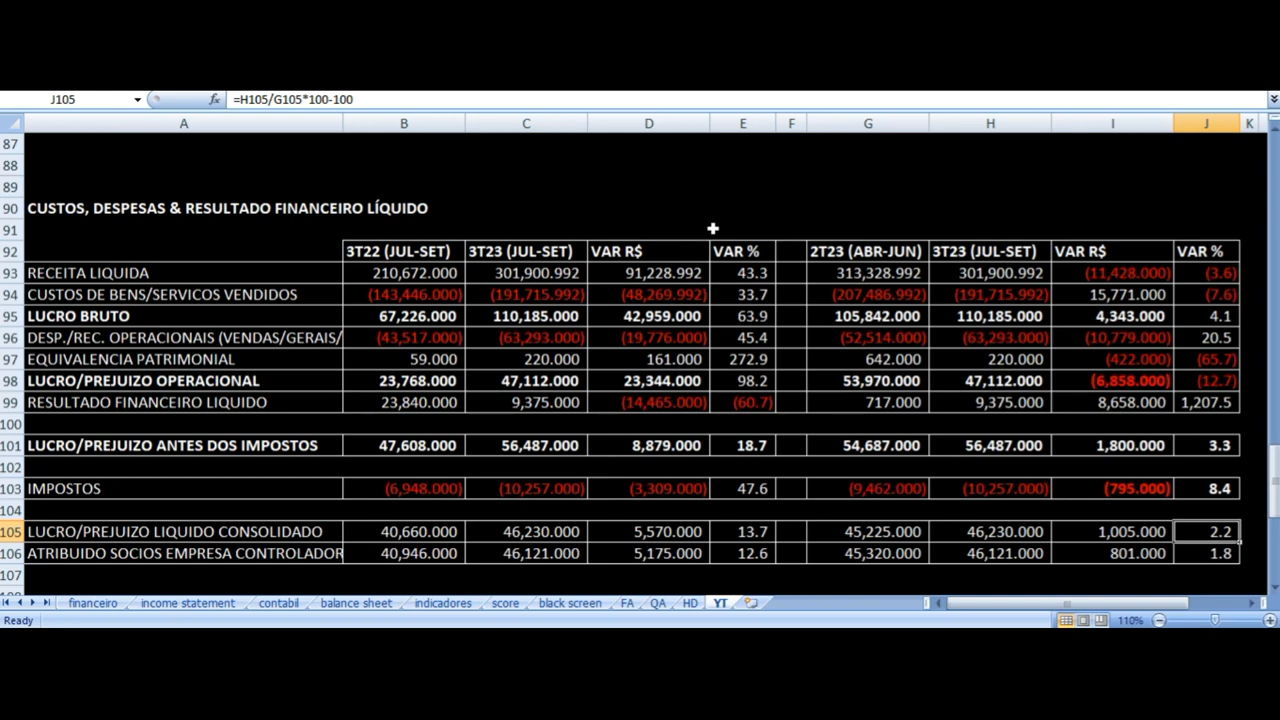 J105 fx =H105/G105*100-100
A B C D E F G H I J K
87
88
89
90 CUSTOS, DESPESAS & RESULTADO FINANCEIRO LÍQUIDO
91
92 3T22 (JUL-SET) 3T23 (JUL-SET) VAR R$ VAR % 2T23 (ABR-JUN) 3T23 (JUL-SET) VAR R$ VAR %
93 RECEITA LIQUIDA 210,672.000 301,900.992 91,228.992 43.3 313,328.992 301,900.992 (11,428.000) (3.6)
94 CUSTOS DE BENS/SERVICOS VENDIDOS (143,446.000) (191,715.992) (48,269.992) 33.7 (207,486.992) (191,715.992) 15,771.000 (7.6)
95 LUCRO BRUTO 67,226.000 110,185.000 42,959.000 63.9 105,842.000 110,185.000 4,343.000 4.1
96 DESP./REC. OPERACIONAIS (VENDAS/GERAIS/ (43,517.000) (63,293.000) (19,776.000) 45.4 (52,514.000) (63,293.000) (10,779.000) 20.5
97 EQUIVALENCIA PATRIMONIAL 59.000 220.000 161.000 272.9 642.000 220.000 (422.000) (65.7)
98 LUCRO/PREJUIZO OPERACIONAL 23,768.000 47,112.000 23,344.000 98.2 53,970.000 47,112.000 (6,858.000) (12.7)
99 RESULTADO FINANCEIRO LIQUIDO 23,840.000 9,375.000 (14,465.000) (60.7) 717.000 9,375.000 8,658.000 1,207.5
100
101 LUCRO/PREJUIZO ANTES DOS IMPOSTOS 47,608.000 56,487.000 8,879.000 18.7 54,687.000 56,487.000 1,800.000 3.3
102
103 IMPOSTOS (6,948.000) (10,257.000) (3,309.000) 47.6 (9,462.000) (10,257.000) (795.000) 8.4
104
105 LUCRO/PREJUIZO LIQUIDO CONSOLIDADO 40,660.000 46,230.000 5,570.000 13.7 45,225.000 46,230.000 1,005.000 2.2
106 ATRIBUIDO SOCIOS EMPRESA CONTROLADOR 40,946.000 46,121.000 5,175.000 12.6 45,320.000 46,121.000 801.000 1.8
107
financeiro income statement contabil balance sheet indicadores score black screen FA QA HD YT
Ready 110%